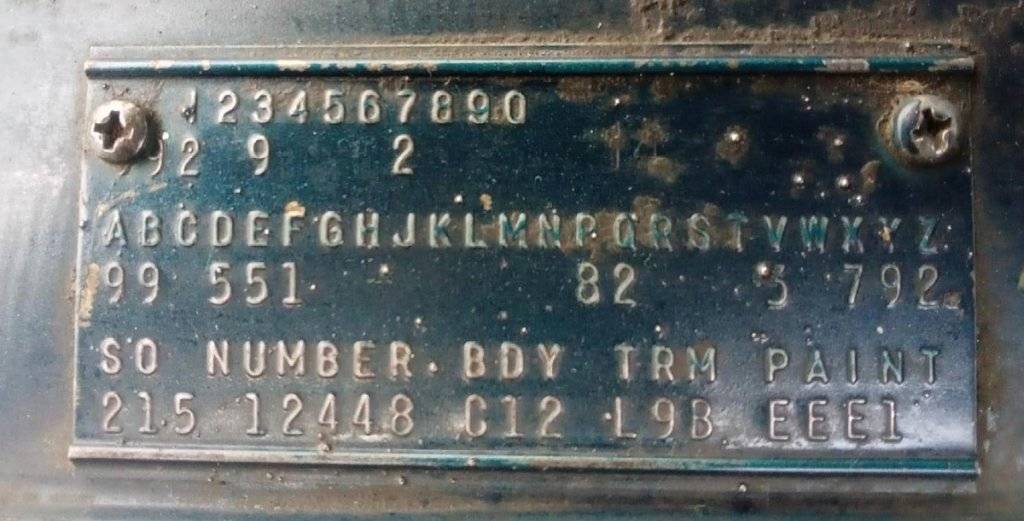 1234567890
92 9 2
ABCDEFGHJKLMNPQRSTVWXYZ
99 551 82 5 792
SO NUMBER BDY TRM PAINT
215 12448 C12 L9B EEE1